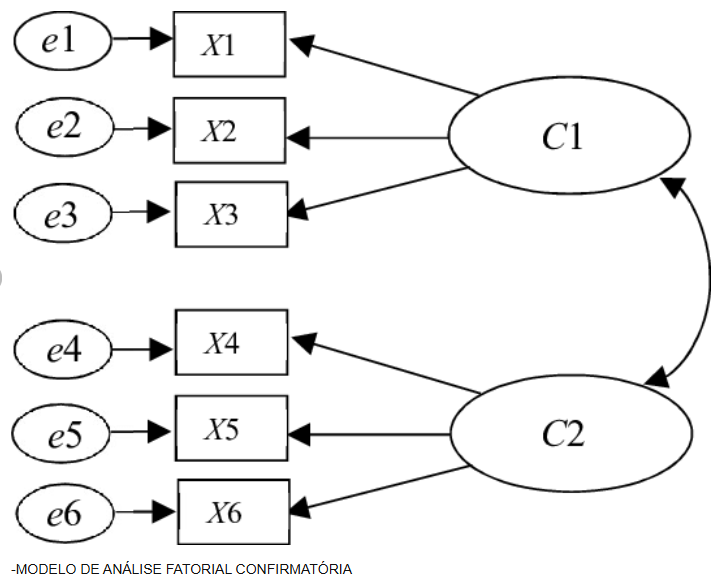 e1 X1
e2 X2 C1
e3 X3
e4 X4
e5 X5 C2
e6 X6
-MODELO DE ANÁLISE FATORIAL CONFIRMATÓRIA